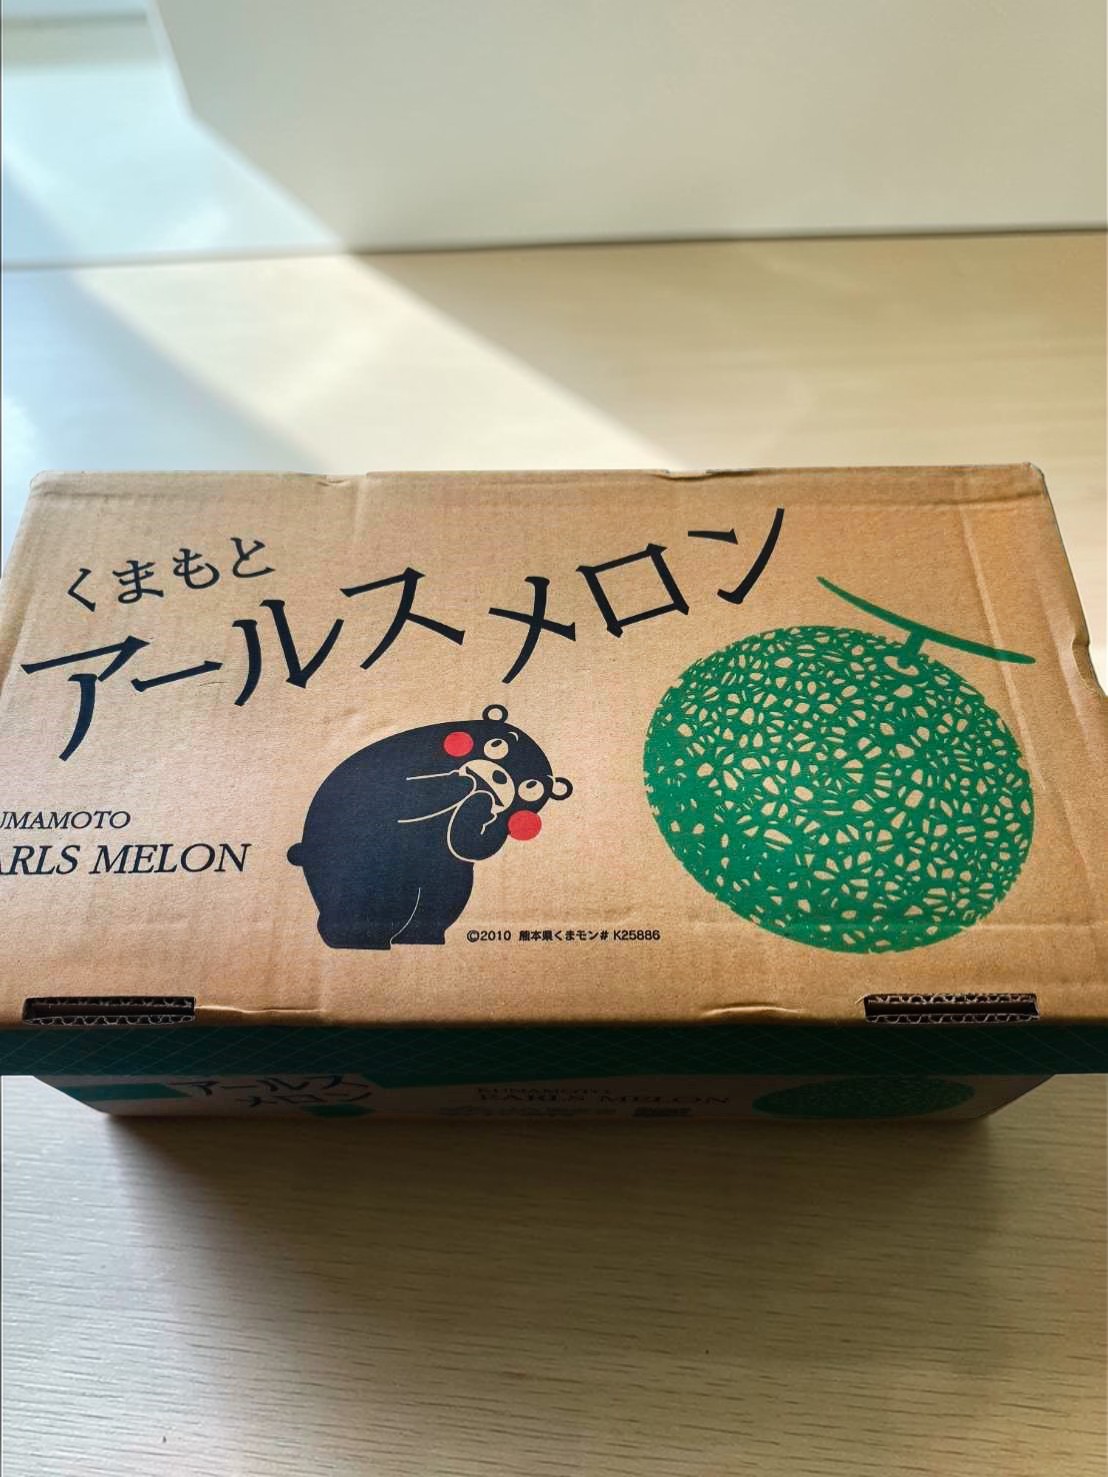 くまもと
アールスメロン
UMAMOTO
ARLS MELON
©2010 熊本県くまモン# K25886
アールス
メロン
KUMAMOTO
EARLS MELON